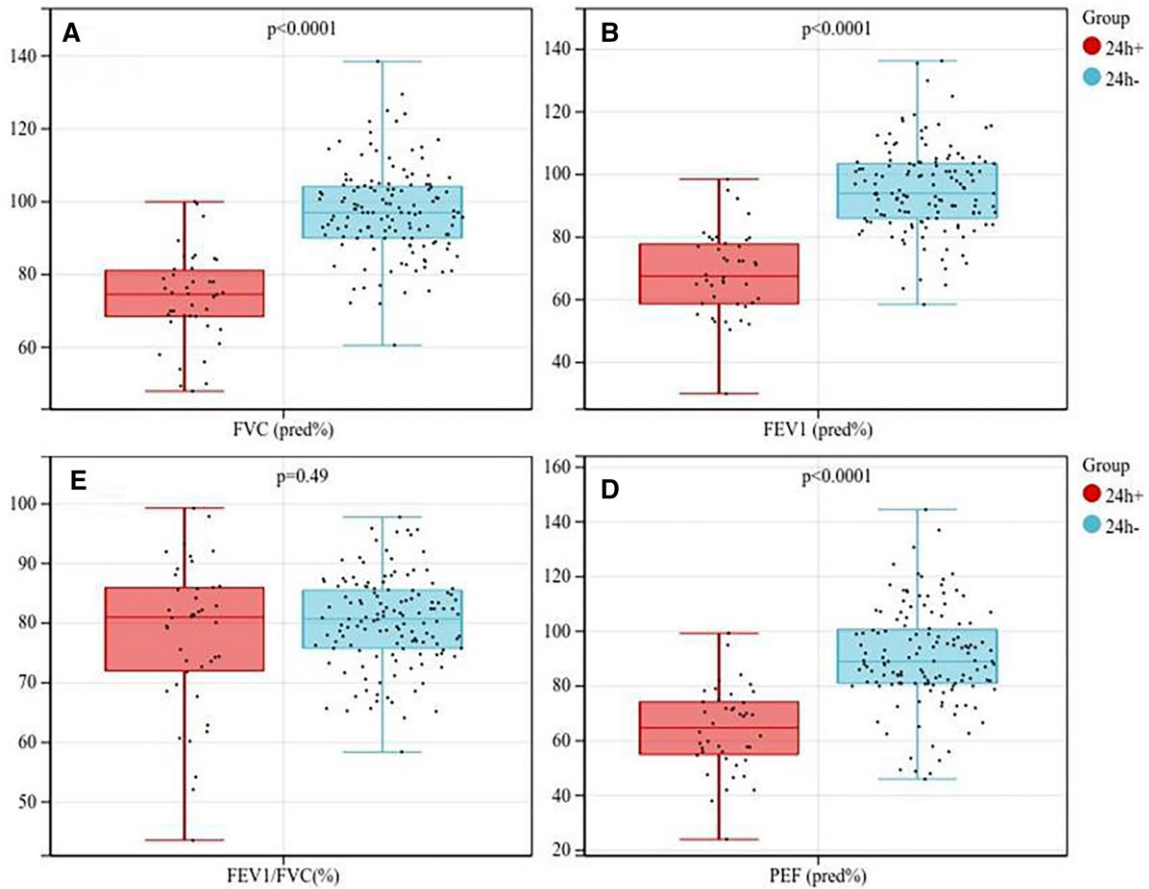 A
p<0.0001
140
120
100
80
60
FVC (pred%)
B
p<0.0001
140
120
100
80
60
40
FEV1 (pred%)
Group
24h+
24h-
E
p=0.49
100
90
80
70
60
50
FEV1/FVC(%)
D
p<0.0001
160
140
120
100
80
60
40
20
PEF (pred%)
Group
24h+
24h-